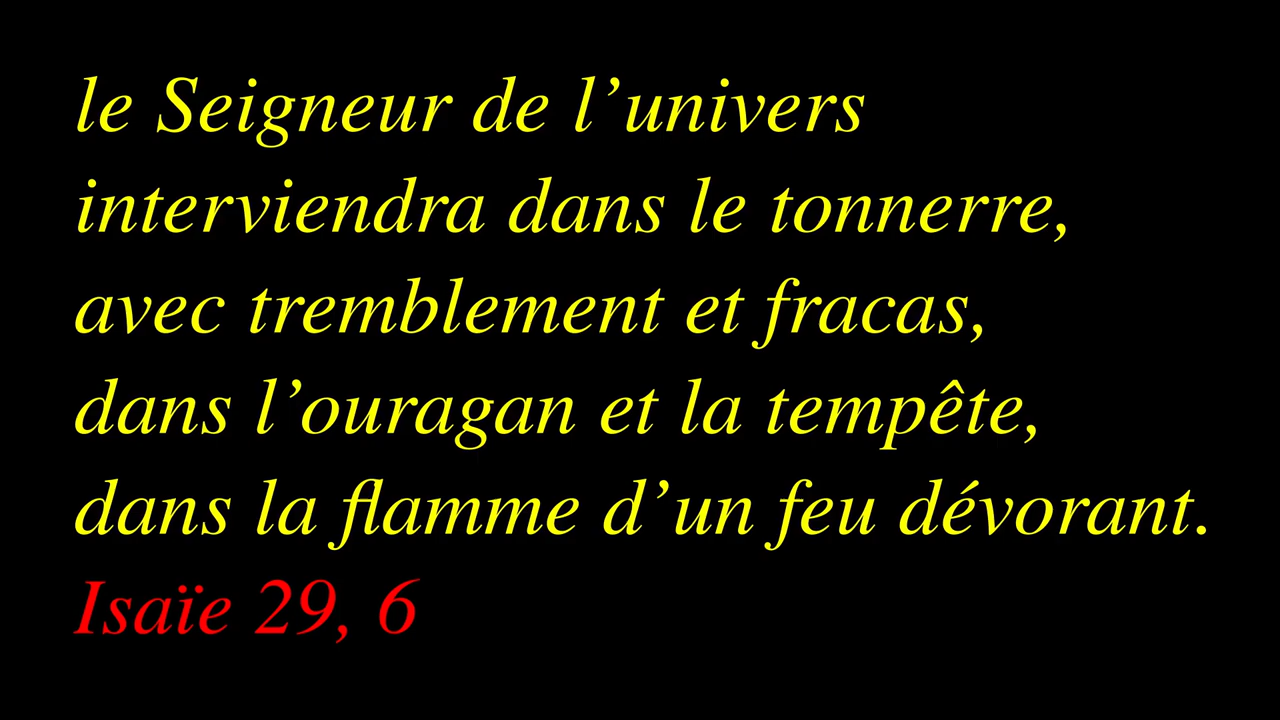 le Seigneur de l’univers
interviendra dans le tonnerre,
avec tremblement et fracas,
dans l’ouragan et la tempête,
dans la flamme d’un feu dévorant.
Isaïe 29, 6